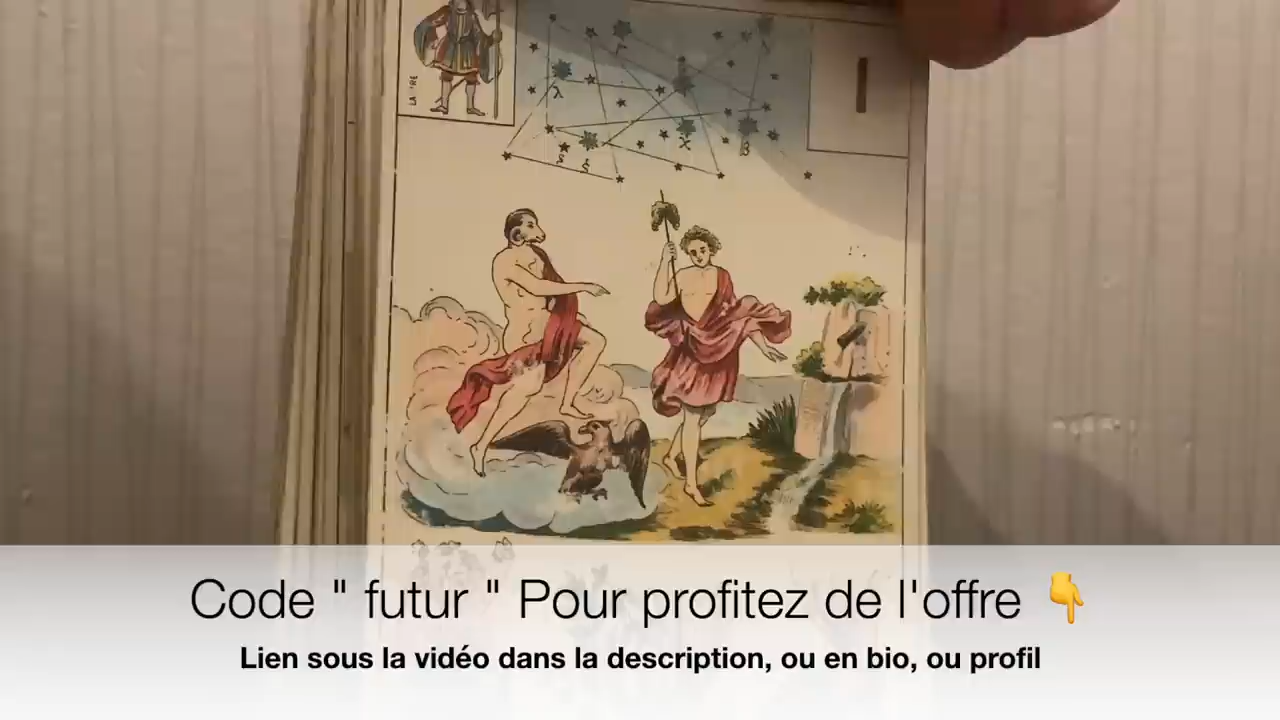 λ
χ
β
Code " futur " Pour profitez de l'offre 👇
Lien sous la vidéo dans la description, ou en bio, ou profil